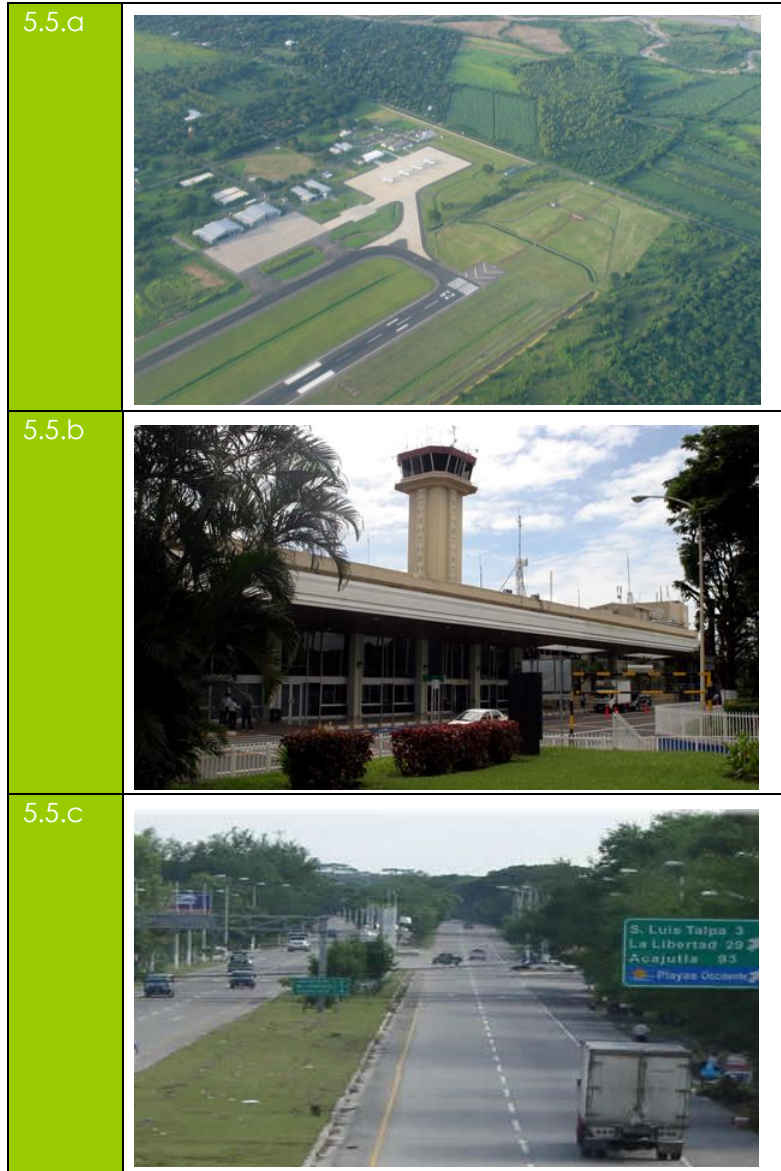 5.5.a
5.5.b
5.5.c
S. Luis Talpa 3
La Libertad 29
Acajutla 93
Playas Occidente